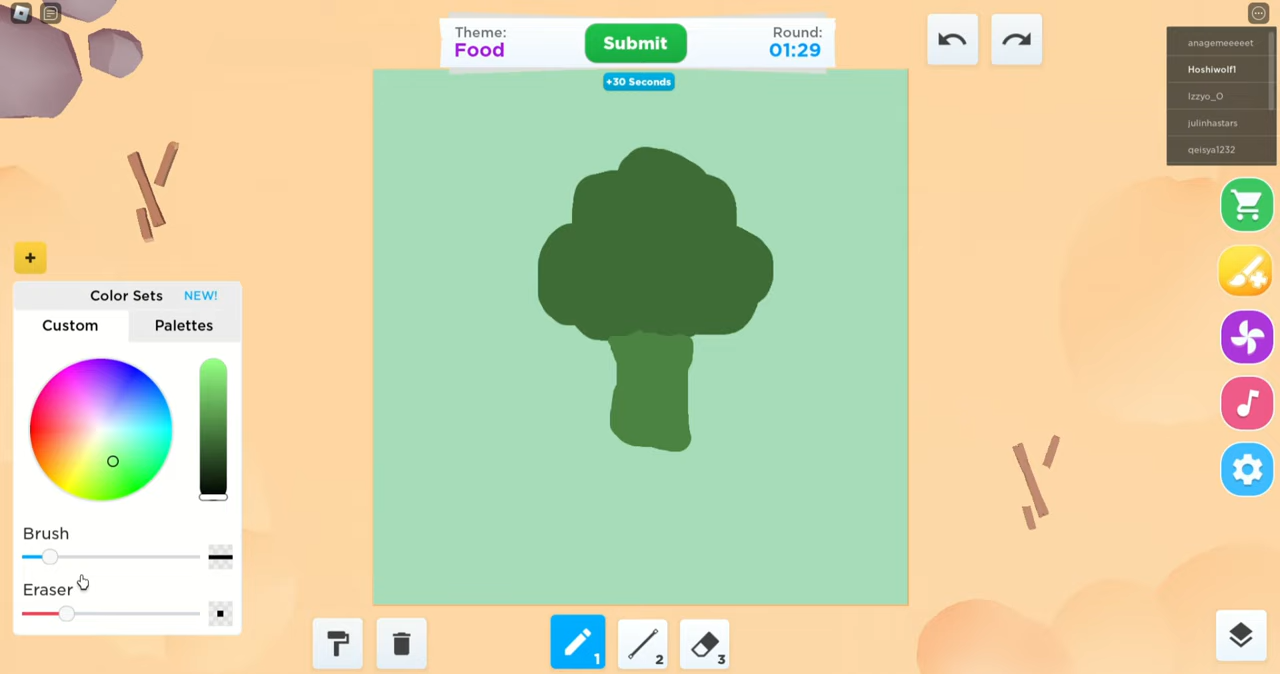 Theme:
Food
Submit
Round:
01:29
+30 Seconds
anagemeeeeet
Hoshiwolf1
Izzyo_O
julinhastars
qeisya1232
+
Color Sets NEW!
Custom Palettes
Brush
Eraser
1
2
3